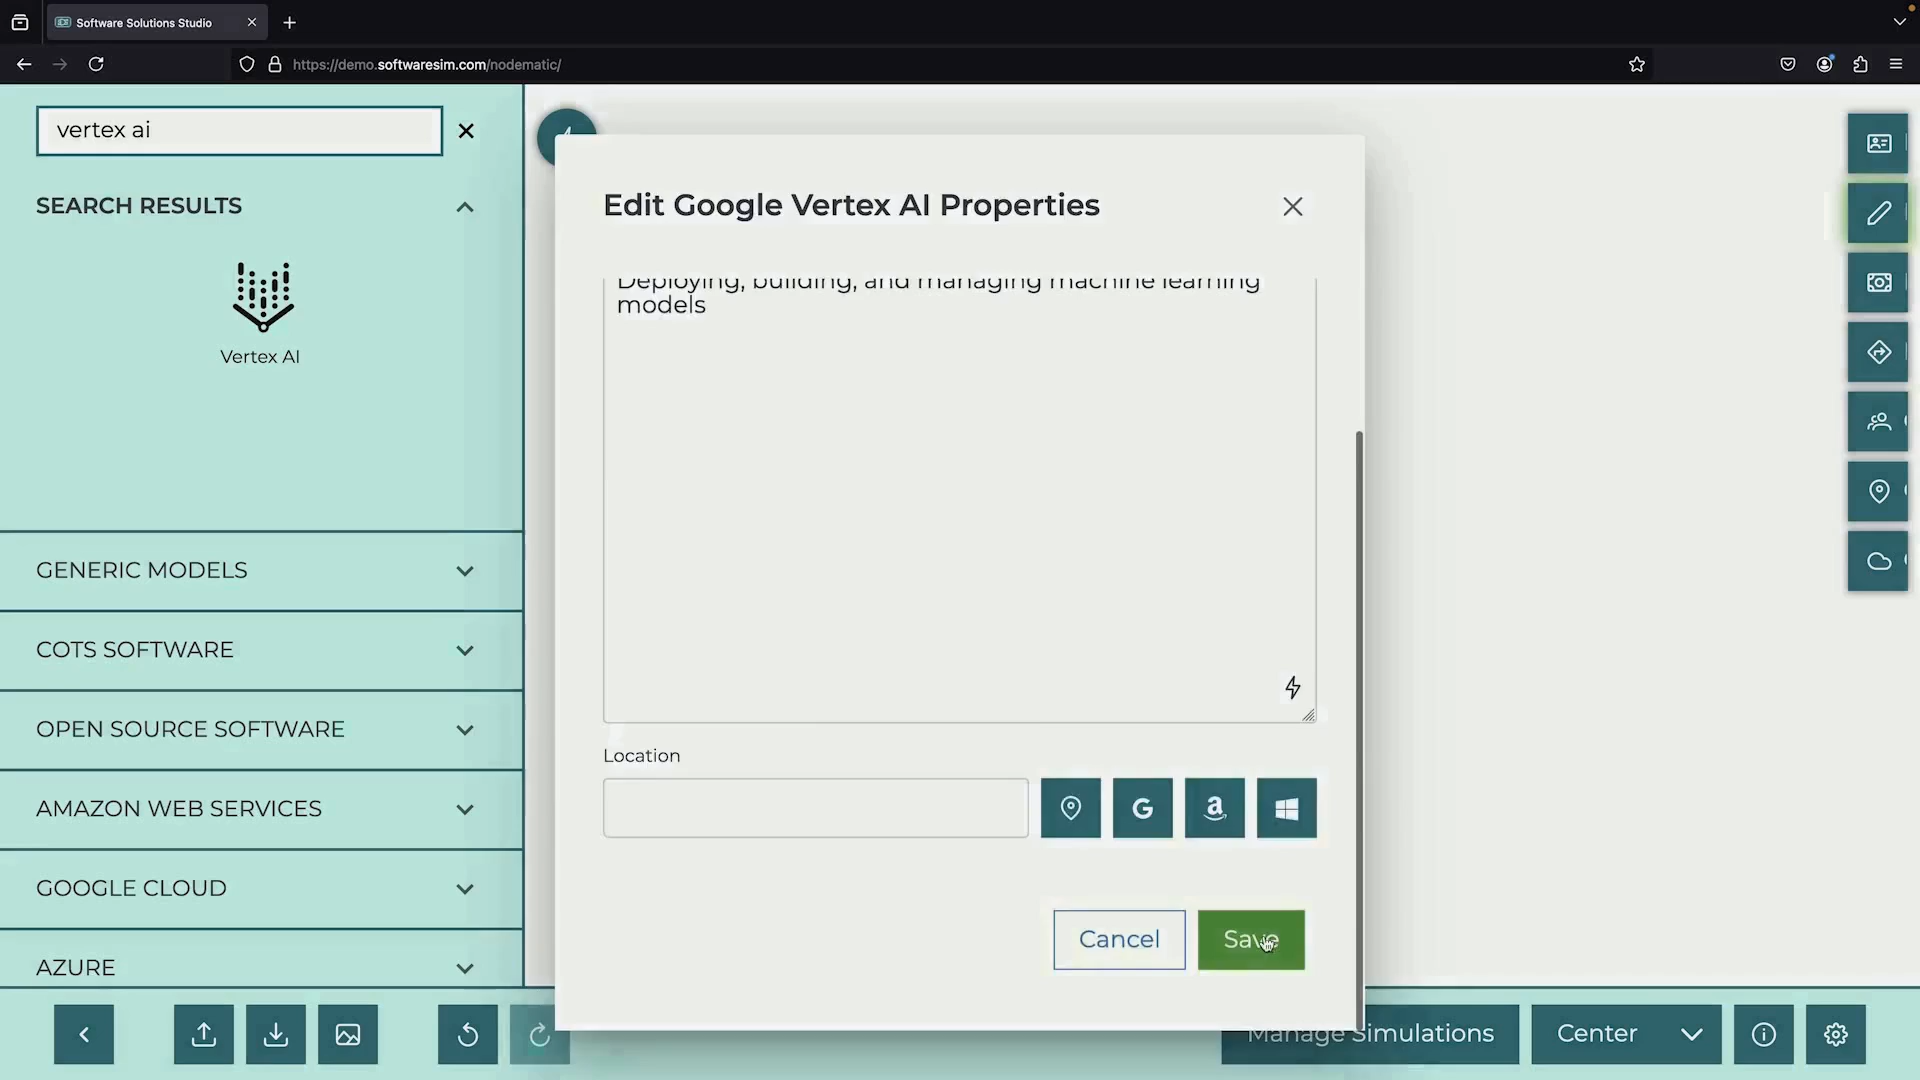 Software Solutions Studio
https://demo.softwaresim.com/nodematic/
vertex ai
SEARCH RESULTS
Vertex AI
GENERIC MODELS
COTS SOFTWARE
OPEN SOURCE SOFTWARE
AMAZON WEB SERVICES
GOOGLE CLOUD
AZURE
Edit Google Vertex AI Properties
Deploying, building, and managing machine learning
models
Location
Cancel
Save
Manage Simulations
Center